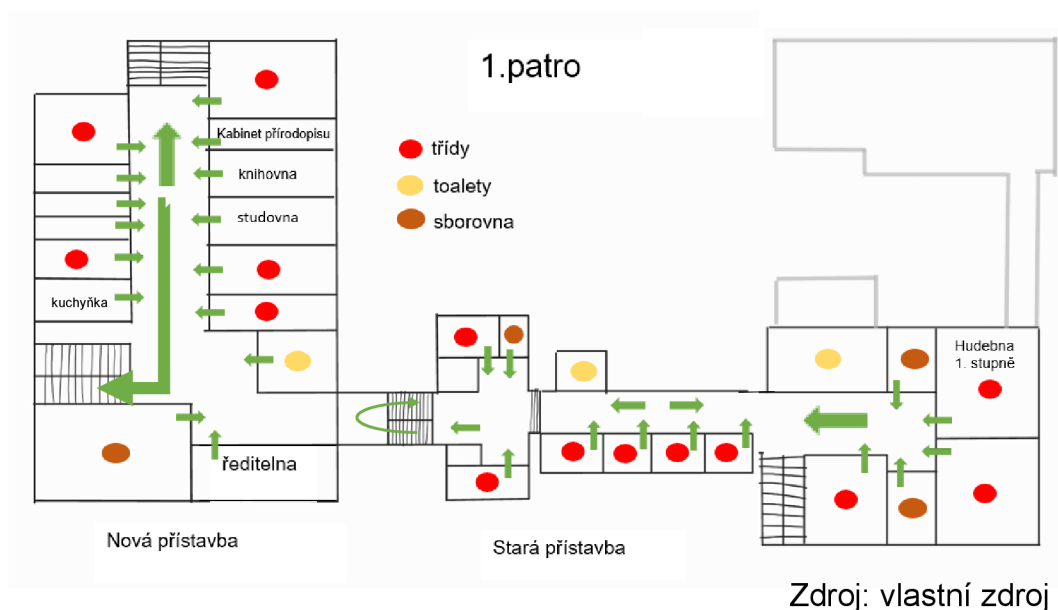 1.patro
třídy
toalety
sborovna
Kabinet přírodopisu
knihovna
studovna
kuchyňka
Hudebna
1. stupně
ředitelna
Nová přístavba
Stará přístavba
Zdroj: vlastní zdroj